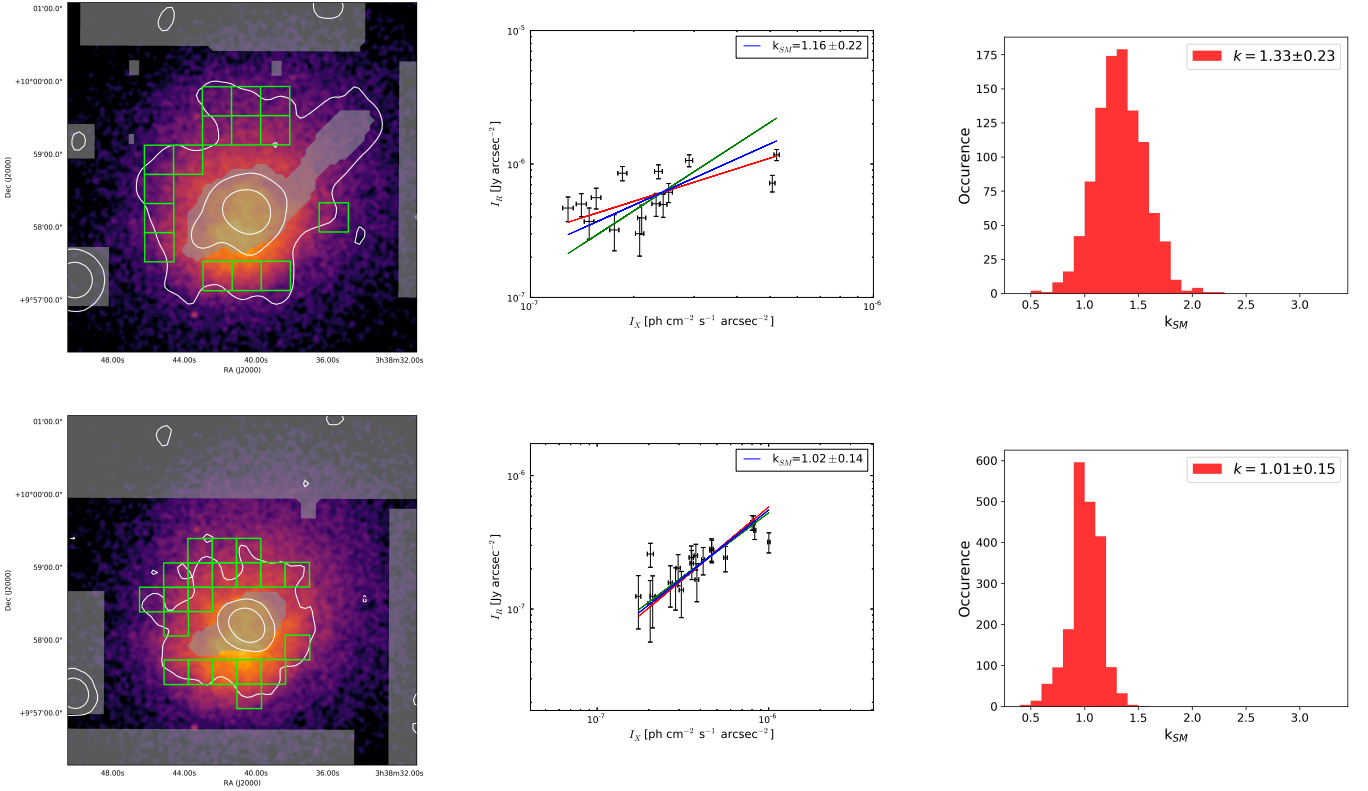 01'00.0"
+10°00'00.0"
59'00.0"
58'00.0"
+9°57'00.0"
Dec (J2000)
48.00s 44.00s 40.00s 36.00s 3h38m32.00s
RA (J2000)
k_SM=1.16±0.22
10^-5
10^-6
10^-7
I_R [Jy arcsec^−2]
10^-7 10^-6
I_X [ph cm^−2 s^−1 arcsec^−2]
k=1.33±0.23
175
150
125
100
75
50
25
0
Occurence
0.5 1.0 1.5 2.0 2.5 3.0
k_SM
01'00.0"
+10°00'00.0"
59'00.0"
58'00.0"
+9°57'00.0"
Dec (J2000)
48.00s 44.00s 40.00s 36.00s 3h38m32.00s
RA (J2000)
k_SM=1.02±0.14
10^-6
10^-7
I_R [Jy arcsec^−2]
10^-7 10^-6
I_X [ph cm^−2 s^−1 arcsec^−2]
k=1.01±0.15
600
500
400
300
200
100
0
Occurence
0.5 1.0 1.5 2.0 2.5 3.0
k_SM